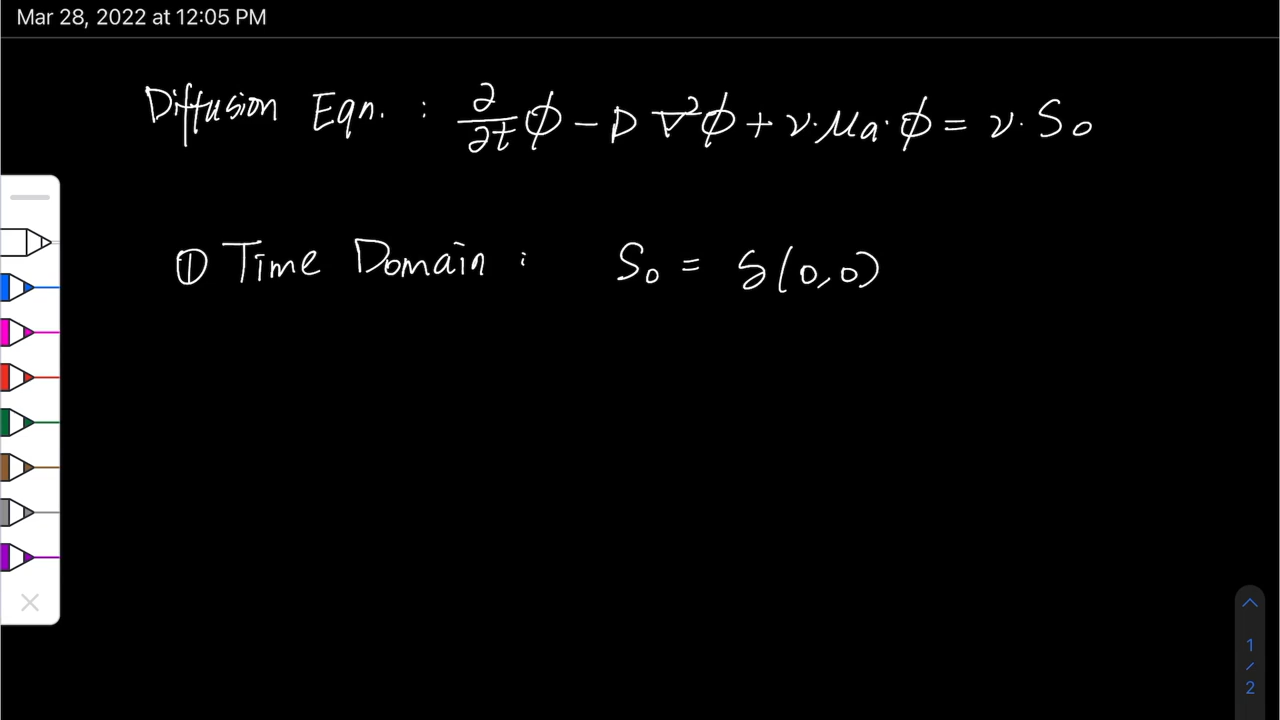 Mar 28, 2022 at 12:05 PM
Diffusion Eqn. : ∂/∂t ϕ − D ∇²ϕ + ν·μa·ϕ = ν·S₀
① Time Domain : S₀ = δ(0,0)
1
/
2